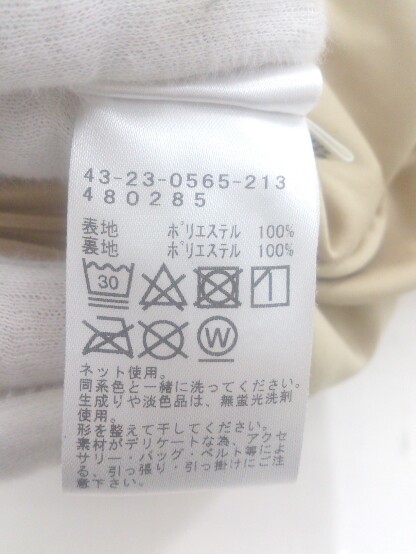 43-23-0565-213
480285
表地 ポリエステル 100%
裏地 ポリエステル 100%
30
W
ネット使用。
同系色と一緒に洗ってください。
生成りや淡色品は、無蛍光洗剤
使用。
形を整えて干してください。
素材がデリケートな為、アクセ
サリー・バッグ・ベルト等によ
る、引っ張り・引っ掛けにご注
意下さい。